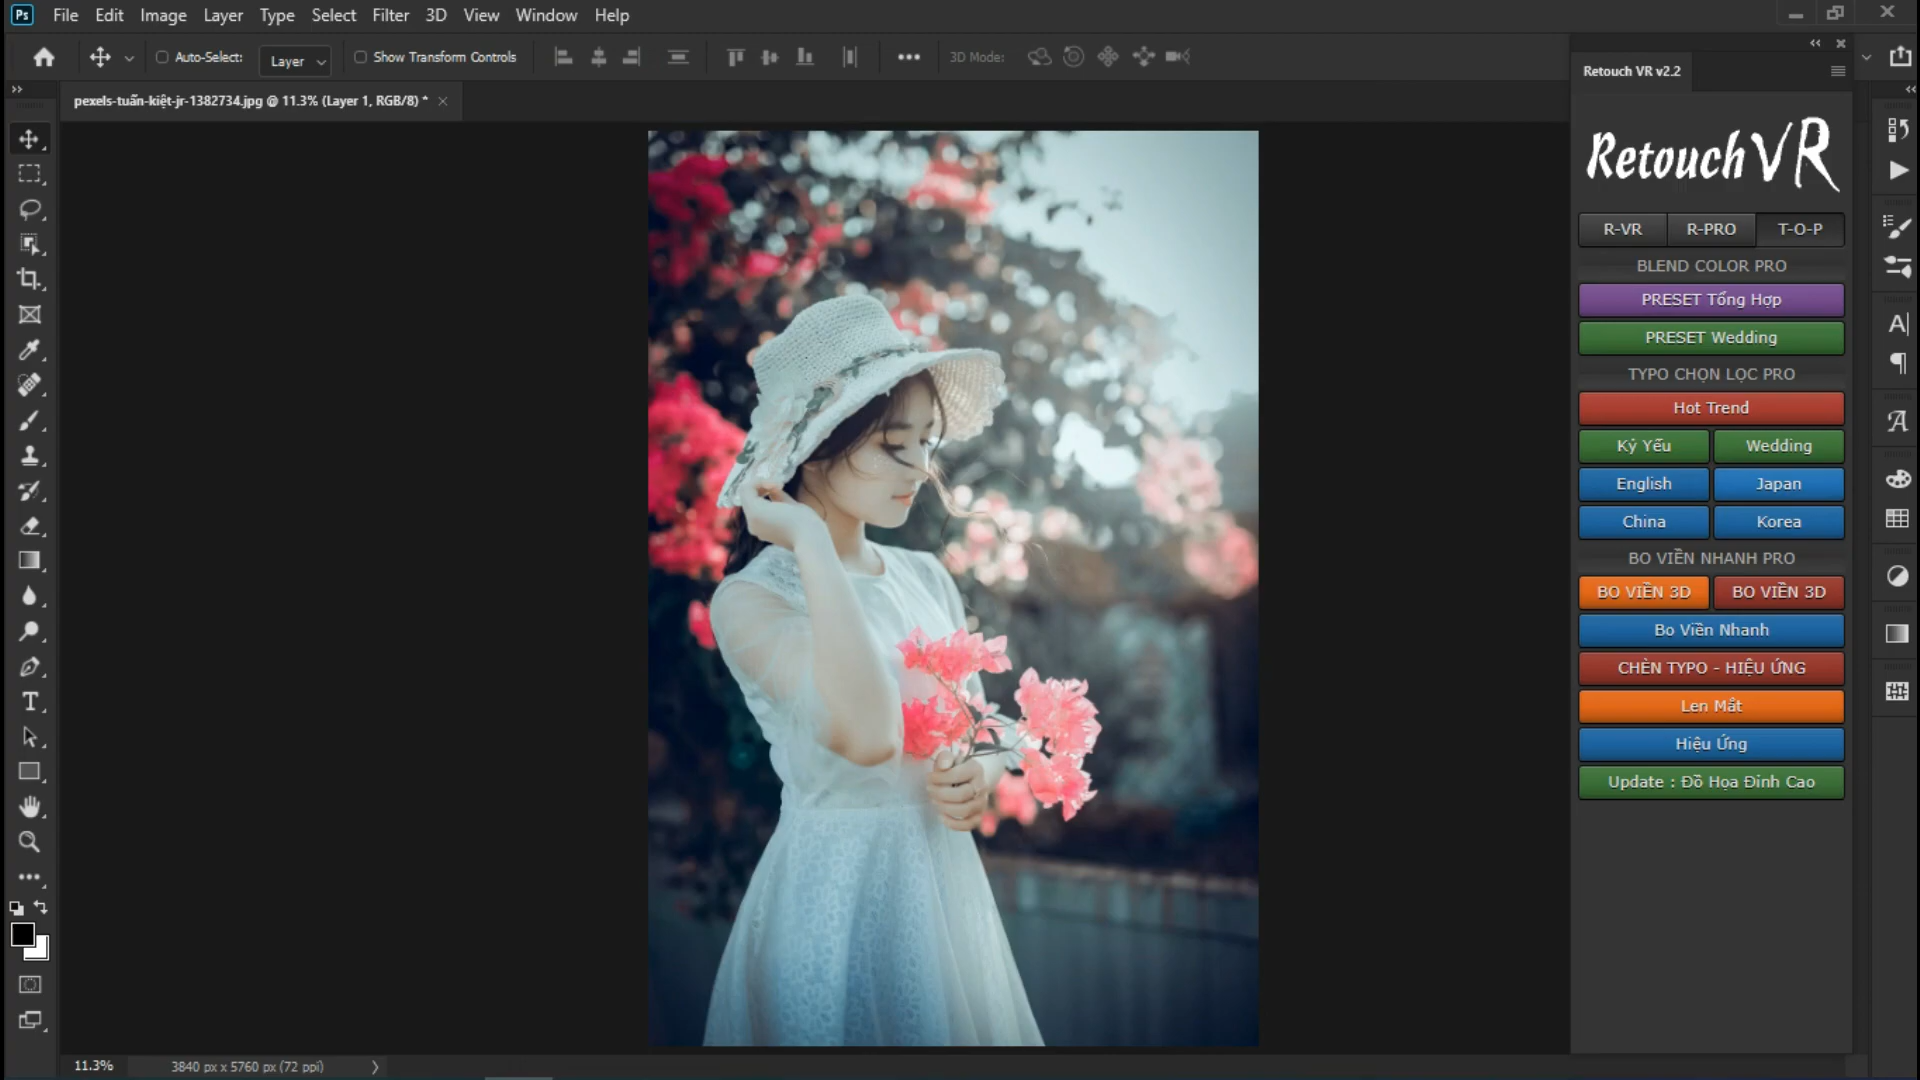 Ps File Edit Image Layer Type Select Filter 3D View Window Help
Auto-Select: Layer Show Transform Controls 3D Mode:
pexels-tuấn-kiệt-jr-1382734.jpg @ 11.3% (Layer 1, RGB/8) *
Retouch VR v2.2
RetouchVR
R-VR R-PRO T-O-P
BLEND COLOR PRO
PRESET Tổng Hợp
PRESET Wedding
TYPO CHỌN LỌC PRO
Hot Trend
Kỷ Yếu Wedding
English Japan
China Korea
BO VIỀN NHANH PRO
BO VIỀN 3D BO VIỀN 3D
Bo Viền Nhanh
CHÈN TYPO - HIỆU ỨNG
Len Mắt
Hiệu Ứng
Update : Đồ Họa Đỉnh Cao
11.3% 3840 px x 5760 px (72 ppi)